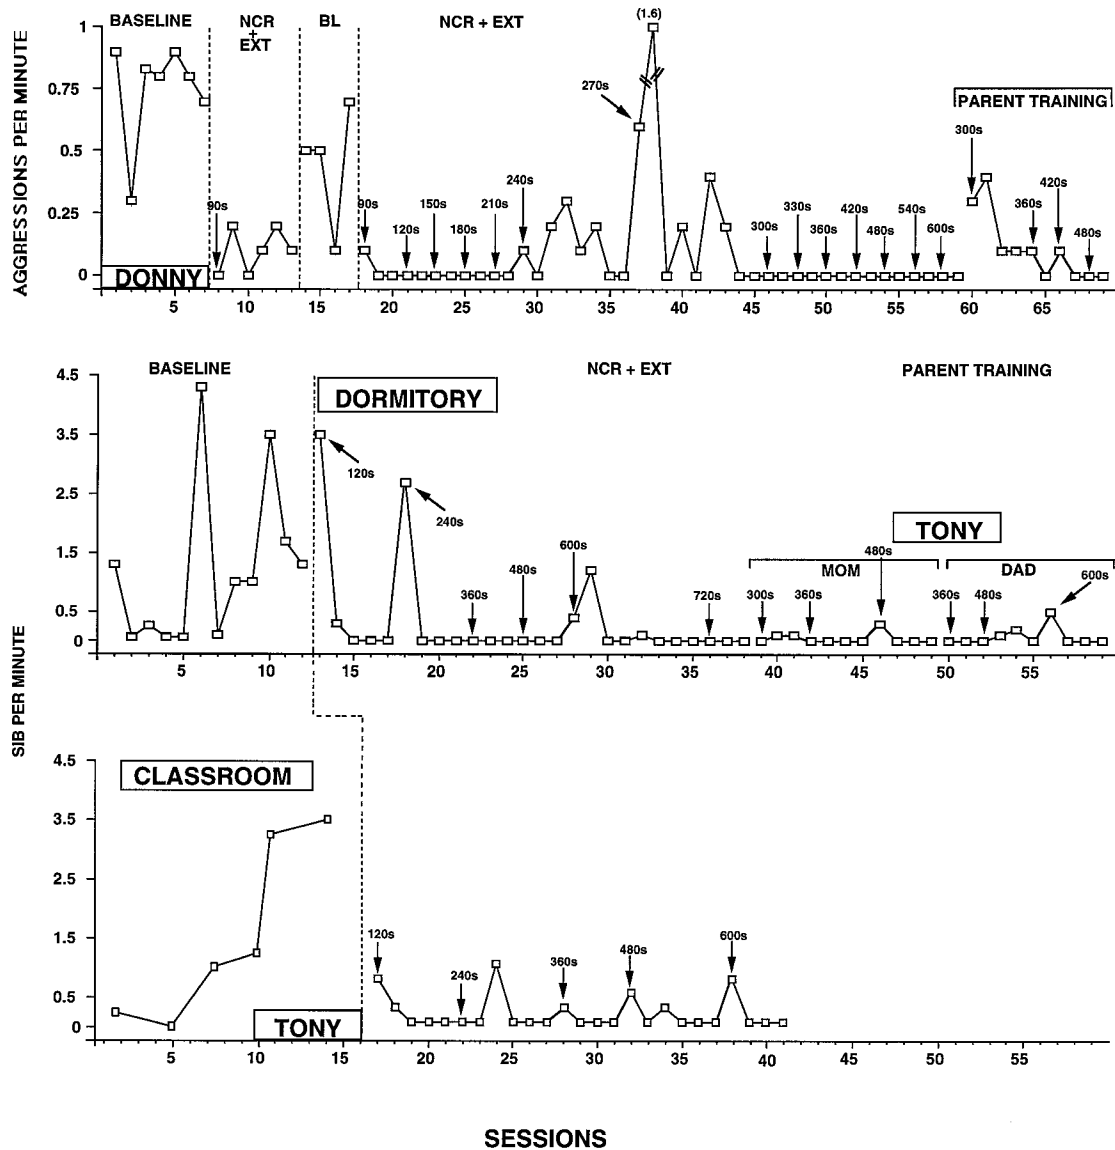 BASELINE
NCR
+
EXT
BL
NCR + EXT
(1.6)
AGGRESSIONS PER MINUTE
1
0.75
0.5
0.25
0
270s
PARENT TRAINING
300s
90s
90s
120s
150s
180s
210s
240s
300s
330s
360s
420s
480s
540s
600s
360s
420s
480s
DONNY
5 10 15 20 25 30 35 40 45 50 55 60 65
BASELINE
NCR + EXT
PARENT TRAINING
DORMITORY
SIB PER MINUTE
4.5
3.5
2.5
1.5
0.5
0
120s
240s
360s
480s
600s
720s
TONY
MOM
DAD
300s
360s
480s
360s
480s
600s
5 10 15 20 25 30 35 40 45 50 55
CLASSROOM
4.5
3.5
2.5
1.5
0.5
0
120s
240s
360s
480s
600s
TONY
5 10 15 20 25 30 35 40 45 50 55
SESSIONS